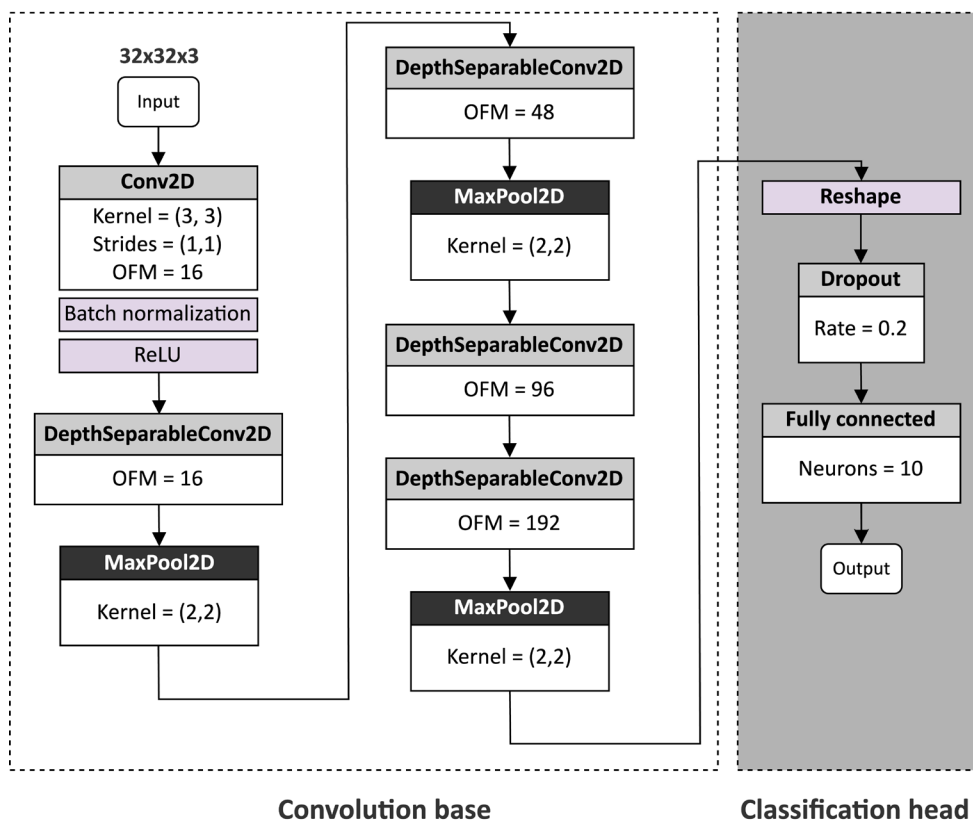 32x32x3
Input
Conv2D
Kernel = (3, 3)
Strides = (1,1)
OFM = 16
Batch normalization
ReLU
DepthSeparableConv2D
OFM = 16
MaxPool2D
Kernel = (2,2)
DepthSeparableConv2D
OFM = 48
MaxPool2D
Kernel = (2,2)
DepthSeparableConv2D
OFM = 96
DepthSeparableConv2D
OFM = 192
MaxPool2D
Kernel = (2,2)
Convolution base
Reshape
Dropout
Rate = 0.2
Fully connected
Neurons = 10
Output
Classification head